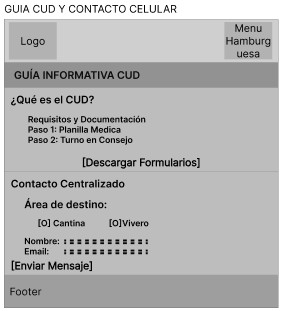 GUIA CUD Y CONTACTO CELULAR
Logo
Menu
Hamburg
uesa
GUÍA INFORMATIVA CUD
¿Qué es el CUD?
Requisitos y Documentación
Paso 1: Planilla Medica
Paso 2: Turno en Consejo
[Descargar Formularios]
Contacto Centralizado
Área de destino:
[O] Cantina [O]Vivero
Nombre:
Email:
[Enviar Mensaje]
Footer